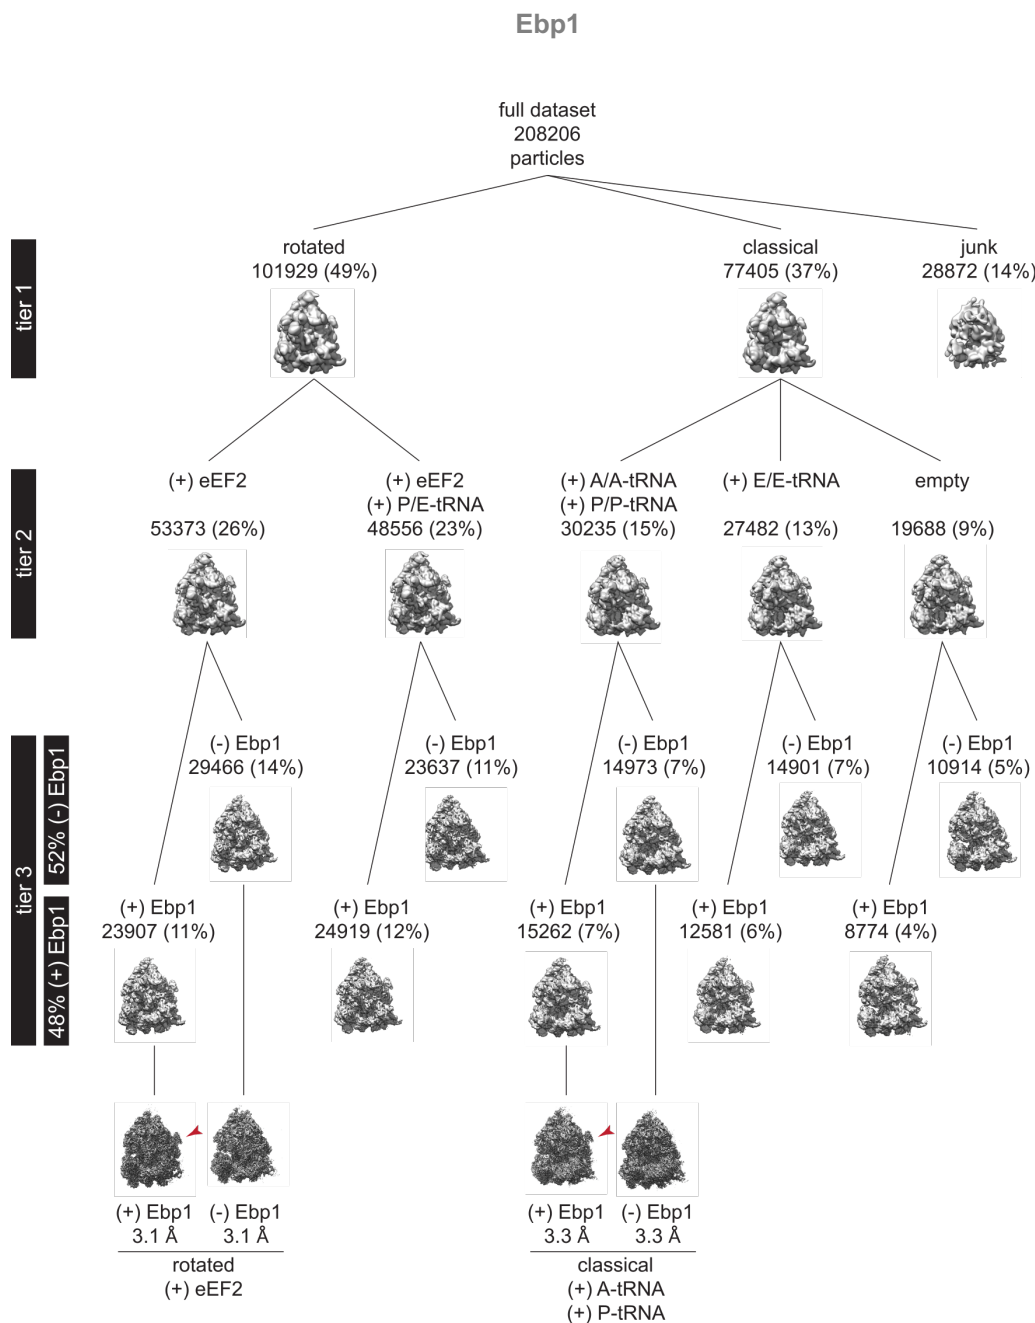 Ebp1
full dataset
208206
particles
tier 1
rotated
101929 (49%)
classical
77405 (37%)
junk
28872 (14%)
tier 2
(+) eEF2
53373 (26%)
(+) eEF2
(+) P/E-tRNA
48556 (23%)
(+) A/A-tRNA
(+) P/P-tRNA
30235 (15%)
(+) E/E-tRNA
27482 (13%)
empty
19688 (9%)
tier 3
52% (-) Ebp1
48% (+) Ebp1
(-) Ebp1
29466 (14%)
(-) Ebp1
23637 (11%)
(-) Ebp1
14973 (7%)
(-) Ebp1
14901 (7%)
(-) Ebp1
10914 (5%)
(+) Ebp1
23907 (11%)
(+) Ebp1
24919 (12%)
(+) Ebp1
15262 (7%)
(+) Ebp1
12581 (6%)
(+) Ebp1
8774 (4%)
(+) Ebp1
3.1 Å
(-) Ebp1
3.1 Å
rotated
(+) eEF2
(+) Ebp1
3.3 Å
(-) Ebp1
3.3 Å
classical
(+) A-tRNA
(+) P-tRNA